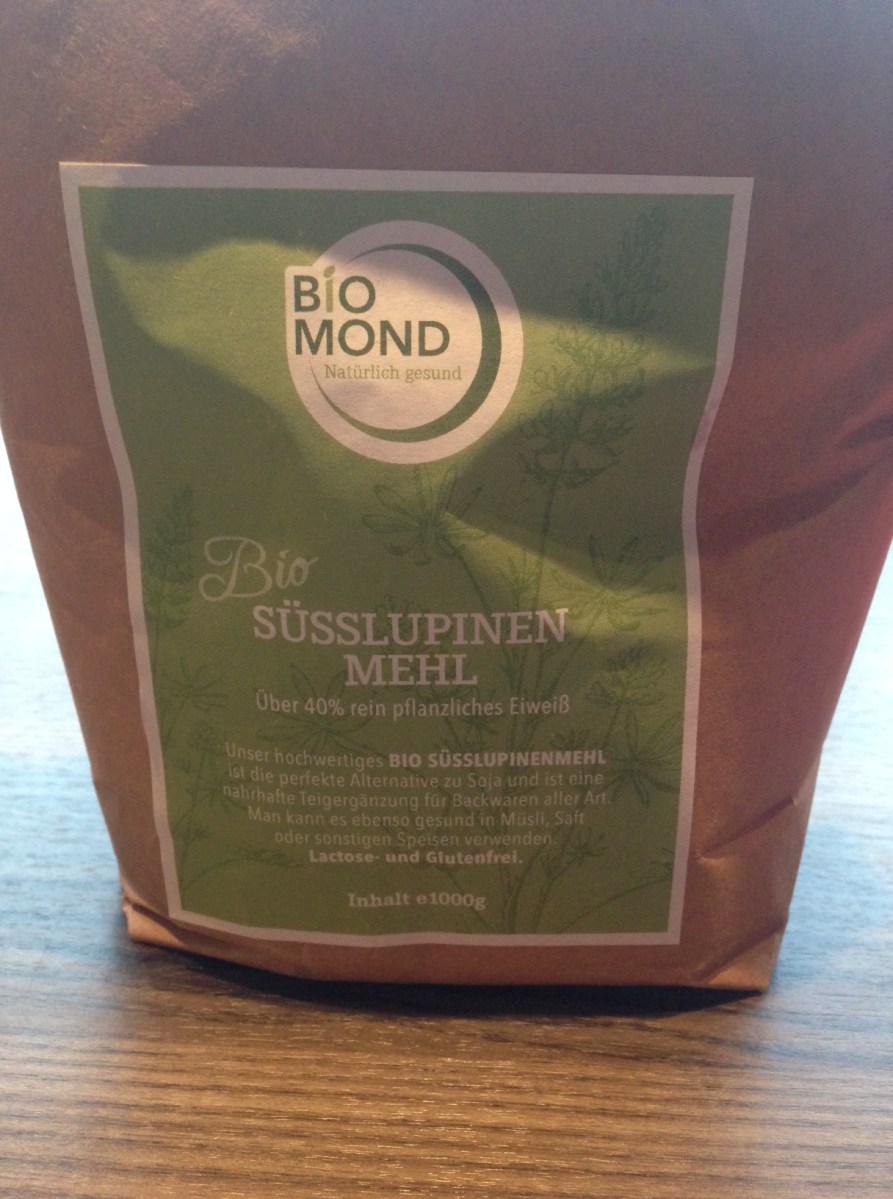 BiO
MOND
Natürlich gesund
Bio
SÜSSLUPINEN
MEHL
Über 40% rein pflanzliches Eiweiß
Unser hochwertiges BIO SÜSSLUPINENMEHL
ist die perfekte Alternative zu Soja und ist eine
nahrhafte Teigergänzung für Backwaren aller Art.
Man kann es ebenso gesund in Müsli, Saft
oder sonstigen Speisen verwenden.
Lactose- und Glutenfrei.
Inhalt e1000g